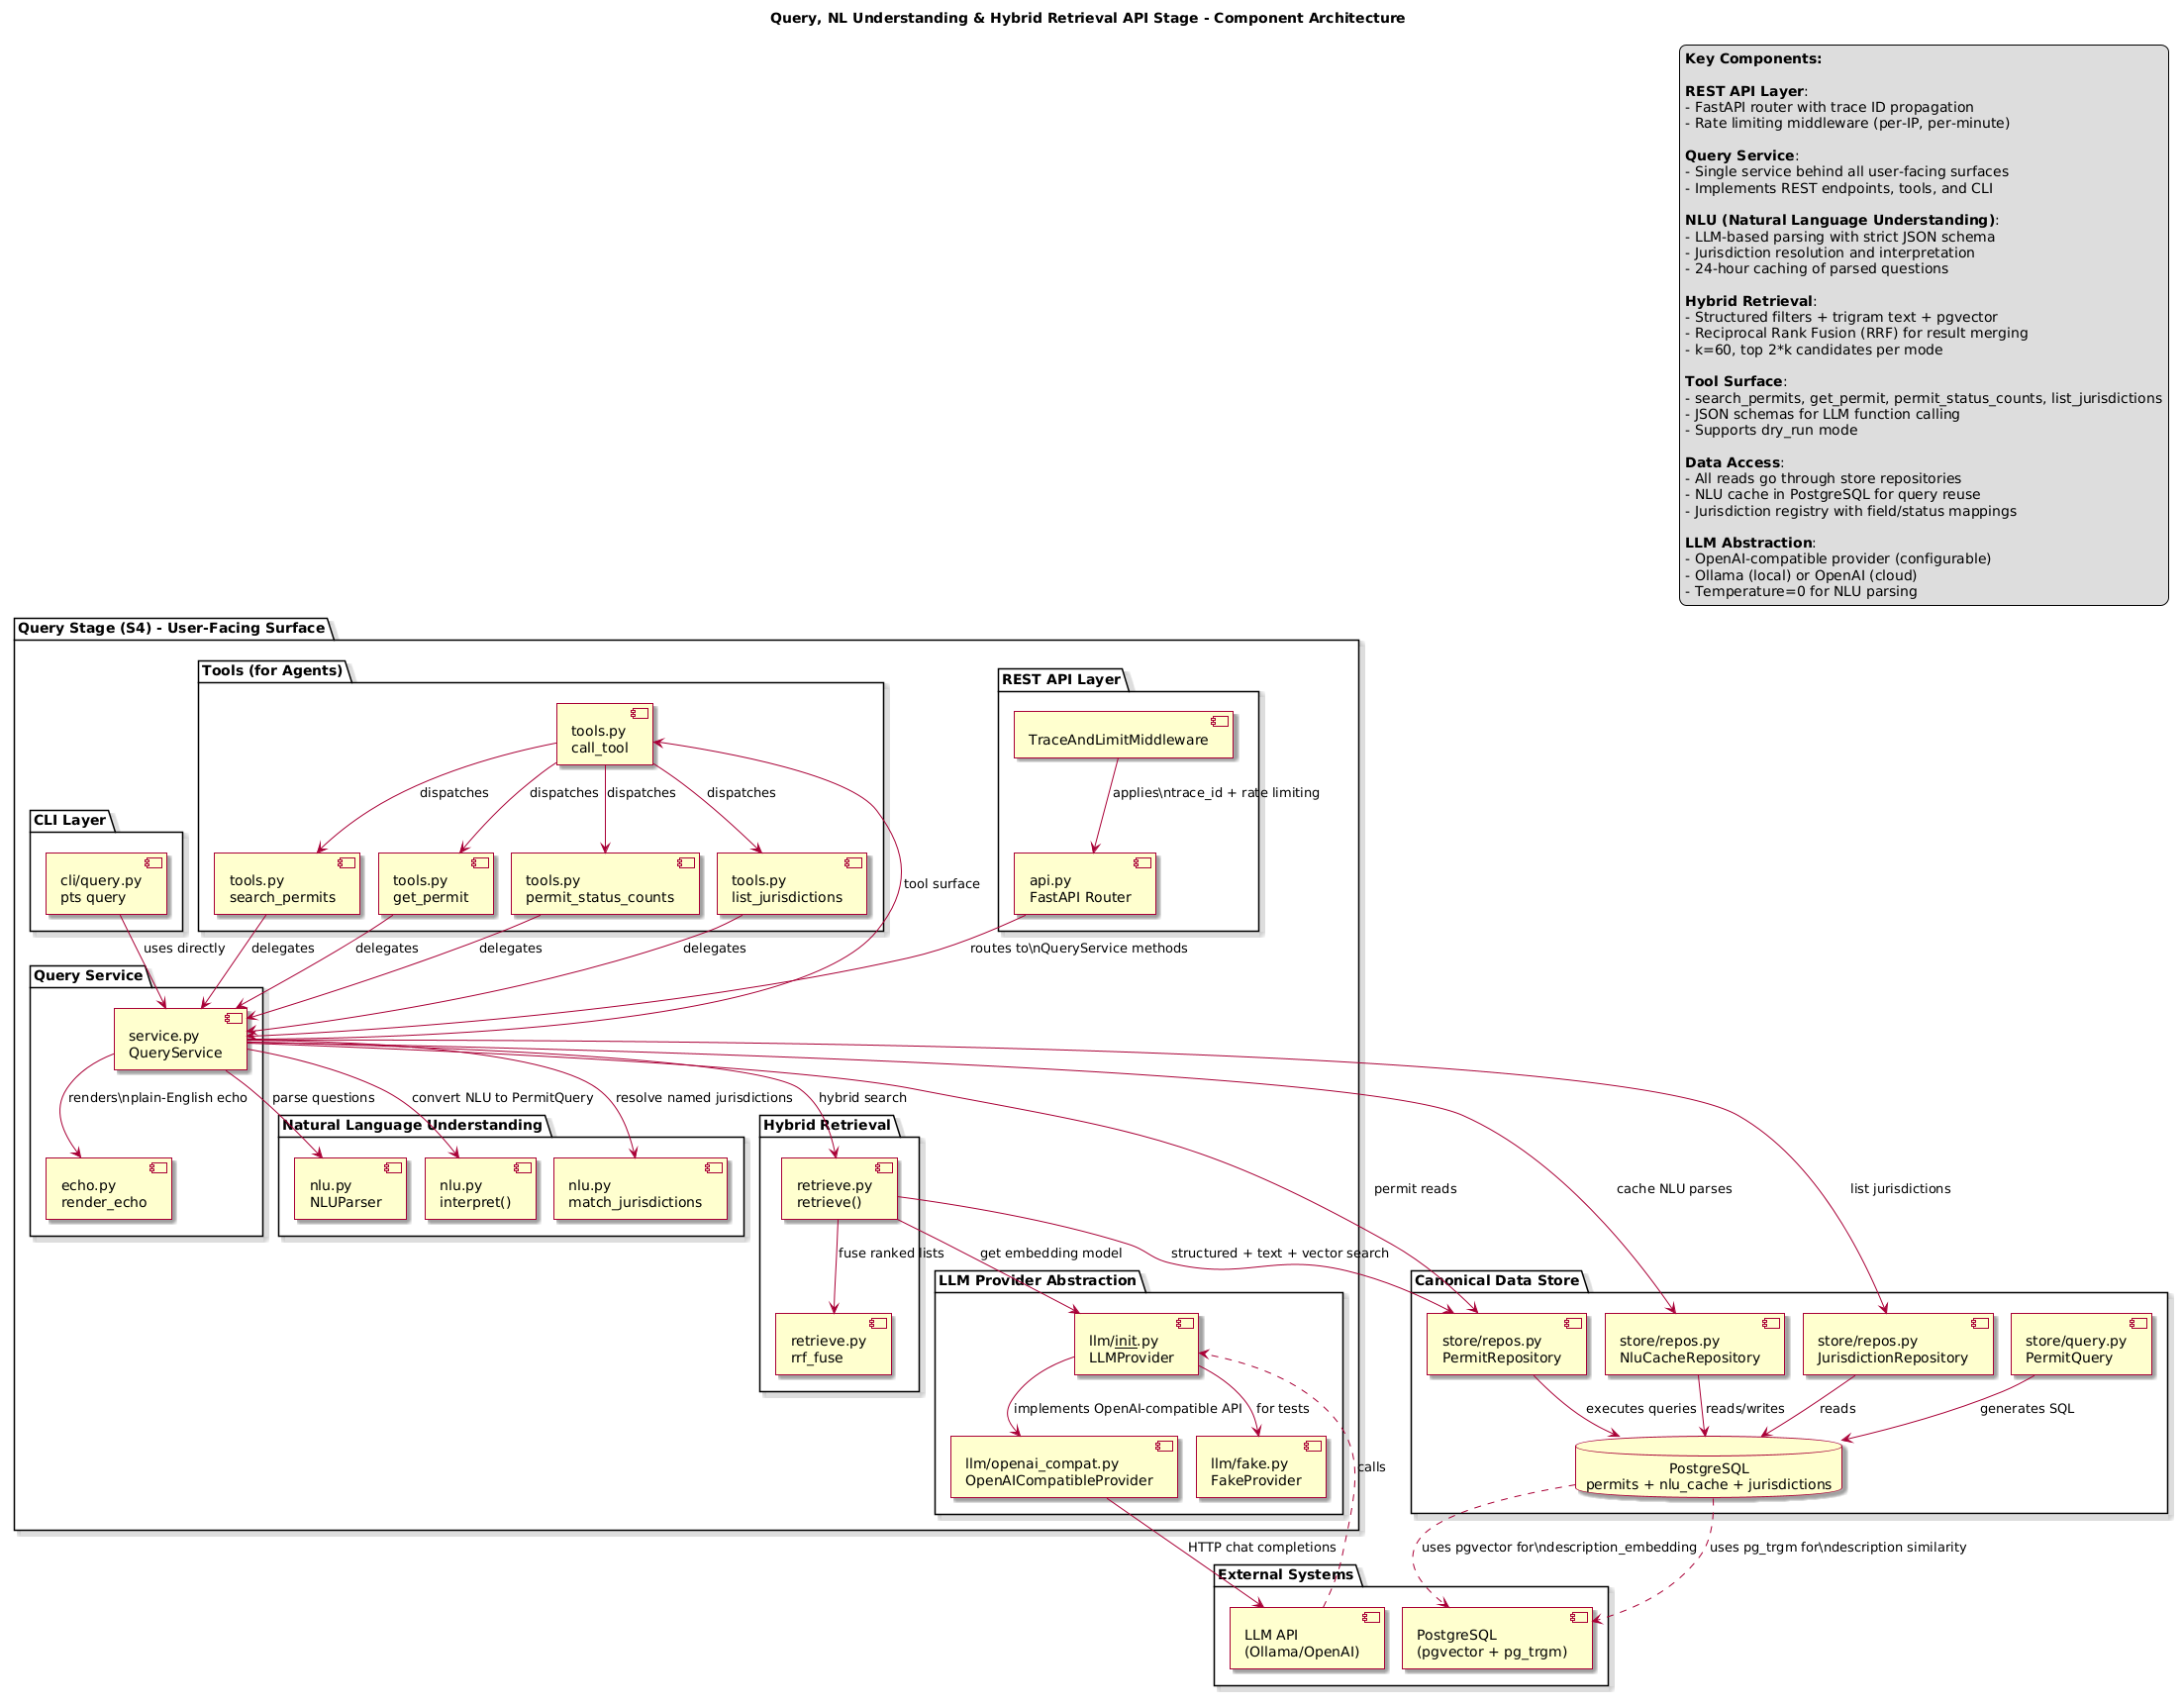 Query, NL Understanding & Hybrid Retrieval API Stage - Component Architecture
Key Components:
REST API Layer:
- FastAPI router with trace ID propagation
- Rate limiting middleware (per-IP, per-minute)
Query Service:
- Single service behind all user-facing surfaces
- Implements REST endpoints, tools, and CLI
NLU (Natural Language Understanding):
- LLM-based parsing with strict JSON schema
- Jurisdiction resolution and interpretation
- 24-hour caching of parsed questions
Hybrid Retrieval:
- Structured filters + trigram text + pgvector
- Reciprocal Rank Fusion (RRF) for result merging
- k=60, top 2*k candidates per mode
Tool Surface:
- search_permits, get_permit, permit_status_counts, list_jurisdictions
- JSON schemas for LLM function calling
- Supports dry_run mode
Data Access:
- All reads go through store repositories
- NLU cache in PostgreSQL for query reuse
- Jurisdiction registry with field/status mappings
LLM Abstraction:
- OpenAI-compatible provider (configurable)
- Ollama (local) or OpenAI (cloud)
- Temperature=0 for NLU parsing
Query Stage (S4) - User-Facing Surface
Tools (for Agents)
REST API Layer
tools.py
call_tool
TraceAndLimitMiddleware
dispatches
dispatches
dispatches
dispatches
applies\ntrace_id + rate limiting
CLI Layer
cli/query.py
pts query
tools.py
search_permits
tools.py
get_permit
tools.py
permit_status_counts
tools.py
list_jurisdictions
tool surface
api.py
FastAPI Router
uses directly
delegates
delegates
delegates
delegates
routes to\nQueryService methods
Query Service
service.py
QueryService
renders\nplain-English echo
parse questions
convert NLU to PermitQuery
resolve named jurisdictions
hybrid search
Natural Language Understanding
Hybrid Retrieval
echo.py
render_echo
nlu.py
NLUParser
nlu.py
interpret()
nlu.py
match_jurisdictions
retrieve.py
retrieve()
permit reads
cache NLU parses
list jurisdictions
fuse ranked lists
get embedding model
structured + text + vector search
LLM Provider Abstraction
Canonical Data Store
retrieve.py
rrf_fuse
llm/init.py
LLMProvider
store/repos.py
PermitRepository
store/repos.py
NluCacheRepository
store/repos.py
JurisdictionRepository
store/query.py
PermitQuery
implements OpenAI-compatible API
for tests
executes queries
reads/writes
reads
generates SQL
llm/openai_compat.py
OpenAICompatibleProvider
llm/fake.py
FakeProvider
calls
PostgreSQL
permits + nlu_cache + jurisdictions
HTTP chat completions
uses pgvector for\ndescription_embedding
uses pg_trgm for\ndescription similarity
External Systems
LLM API
(Ollama/OpenAI)
PostgreSQL
(pgvector + pg_trgm)